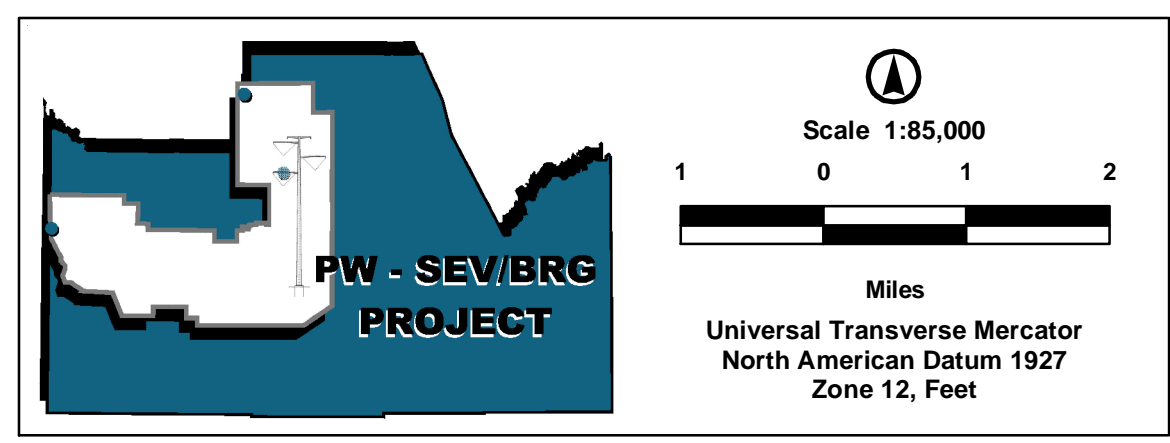 PW - SEV/BRG
PROJECT
Scale 1:85,000
1 0 1 2
Miles
Universal Transverse Mercator
North American Datum 1927
Zone 12, Feet